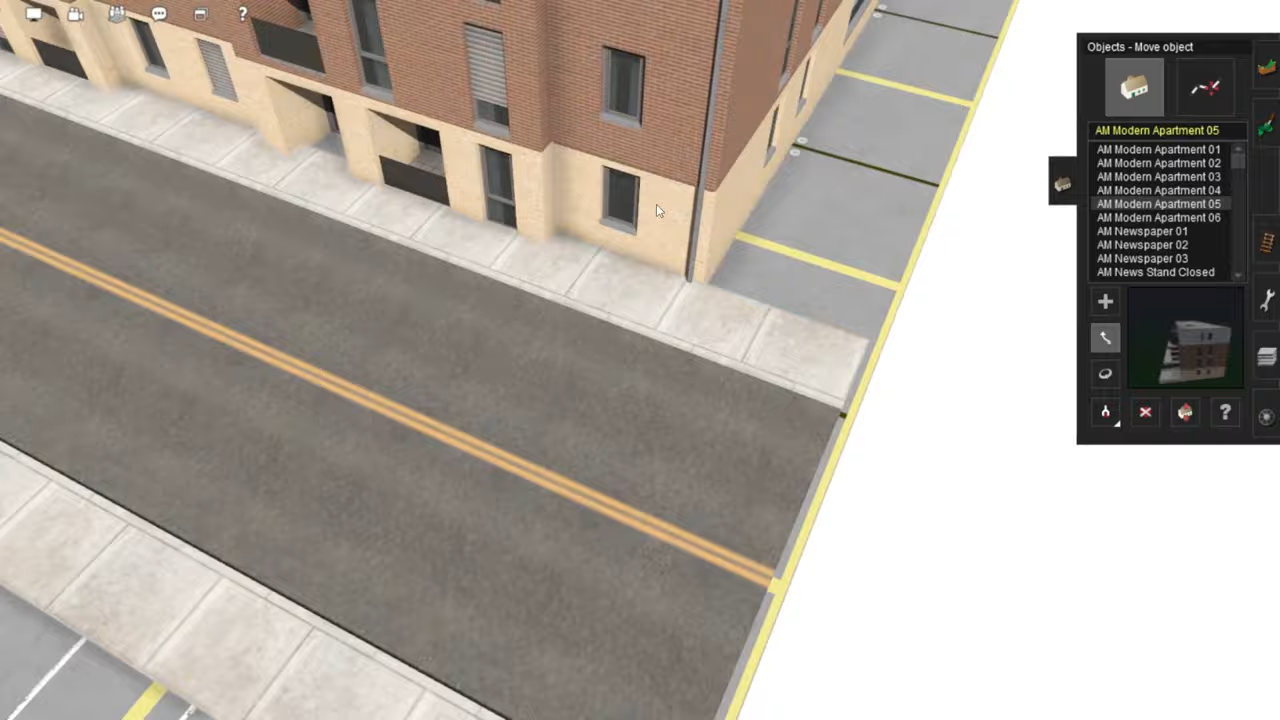 ?
Objects - Move object
AM Modern Apartment 05
AM Modern Apartment 01
AM Modern Apartment 02
AM Modern Apartment 03
AM Modern Apartment 04
AM Modern Apartment 05
AM Modern Apartment 06
AM Newspaper 01
AM Newspaper 02
AM Newspaper 03
AM News Stand Closed
?